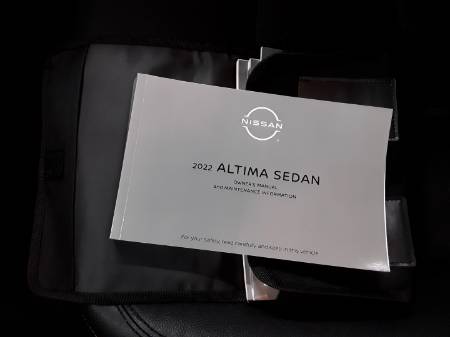 NISSAN
2022 ALTIMA SEDAN
OWNER'S MANUAL
and MAINTENANCE INFORMATION
For your safety, read carefully and keep in this vehicle.